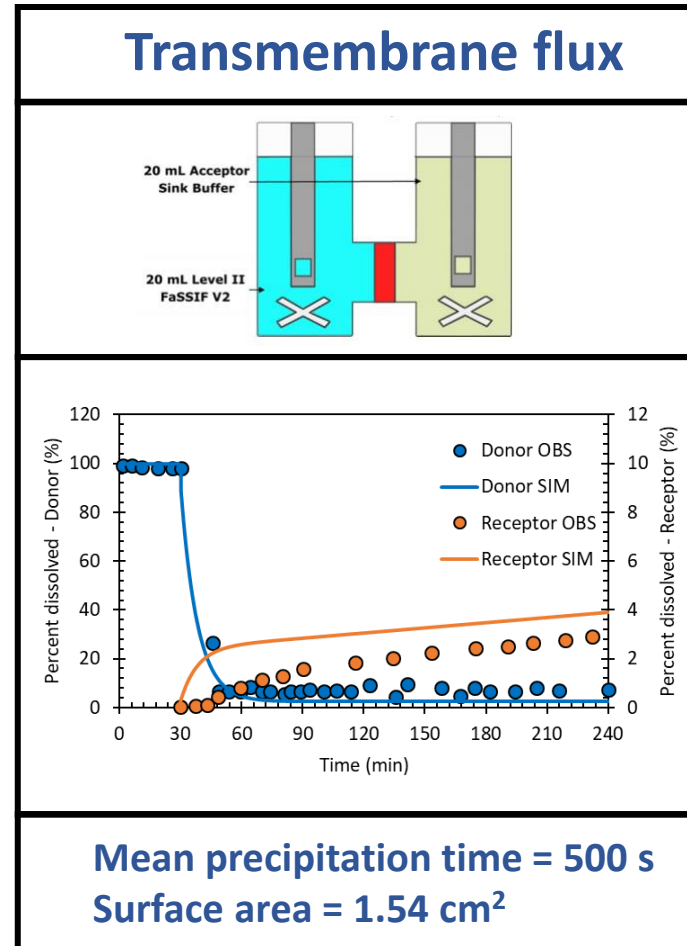 Transmembrane flux
20 mL Acceptor
Sink Buffer
20 mL Level II
FaSSIF V2
120
100
80
60
40
20
0
Percent dissolved - Donor (%)
12
10
8
6
4
2
0
Percent dissolved - Receptor (%)
Donor OBS
Donor SIM
Receptor OBS
Receptor SIM
0 30 60 90 120 150 180 210 240
Time (min)
Mean precipitation time = 500 s
Surface area = 1.54 cm²